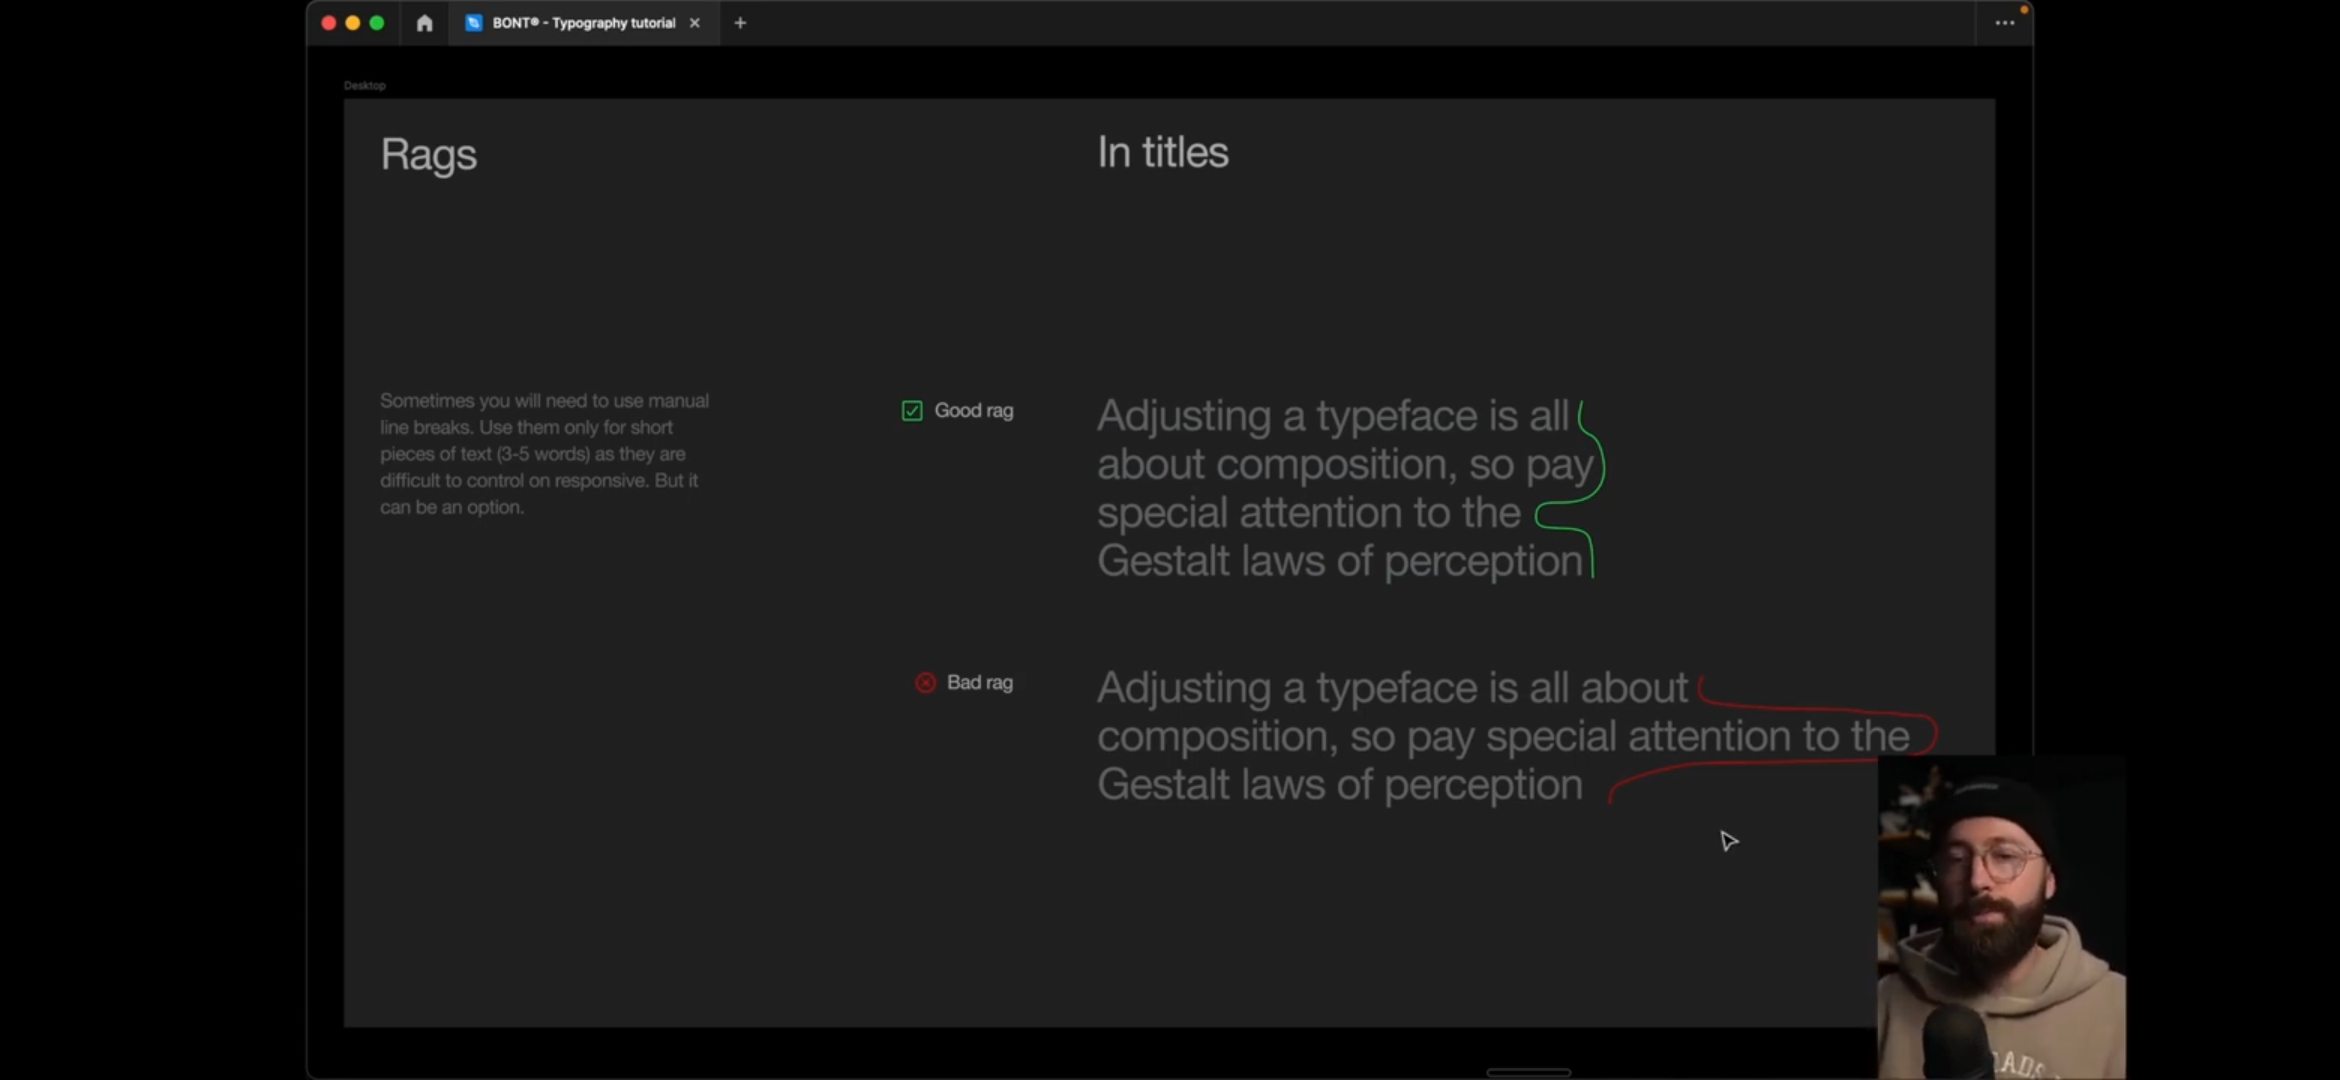 BONT® - Typography tutorial
Desktop
Rags
In titles
Sometimes you will need to use manual
line breaks. Use them only for short
pieces of text (3-5 words) as they are
difficult to control on responsive. But it
can be an option.
Good rag
Adjusting a typeface is all
about composition, so pay
special attention to the
Gestalt laws of perception
Bad rag
Adjusting a typeface is all about
composition, so pay special attention to the
Gestalt laws of perception